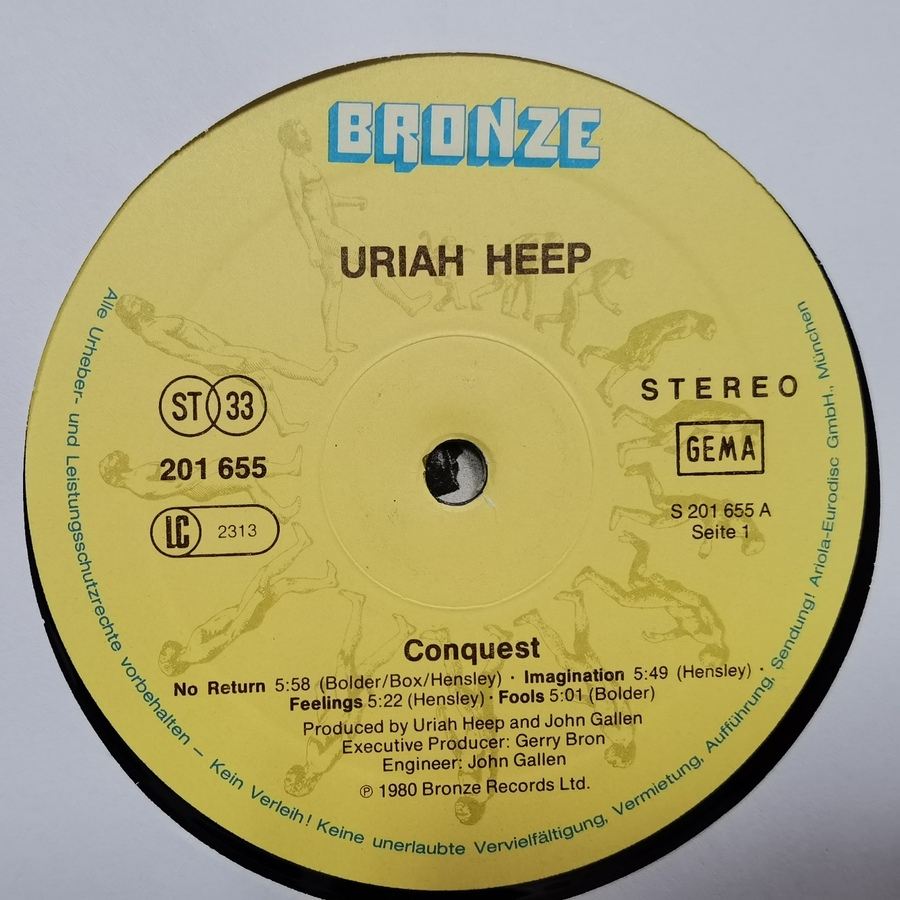 BRONZE
URIAH HEEP
ST 33
201 655
LC 2313
STEREO
GEMA
S 201 655 A
Seite 1
Conquest
No Return 5:58 (Bolder/Box/Hensley) · Imagination 5:49 (Hensley) ·
Feelings 5:22 (Hensley) · Fools 5:01 (Bolder)
Produced by Uriah Heep and John Gallen
Executive Producer: Gerry Bron
Engineer: John Gallen
℗ 1980 Bronze Records Ltd.
Alle Urheber- und Leistungsschutzrechte vorbehalten – Kein Verleih! Keine unerlaubte Vervielfältigung, Vermietung, Aufführung, Sendung! Ariola-Eurodisc GmbH., München